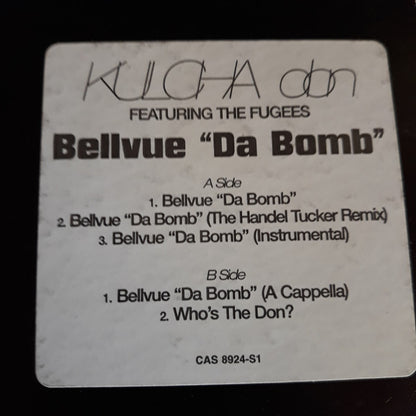 KULCHA don
FEATURING THE FUGEES
Bellvue “Da Bomb”
A Side
1. Bellvue “Da Bomb”
2. Bellvue “Da Bomb” (The Handel Tucker Remix)
3. Bellvue “Da Bomb” (Instrumental)
B Side
1. Bellvue “Da Bomb” (A Cappella)
2. Who's The Don?
CAS 8924-S1